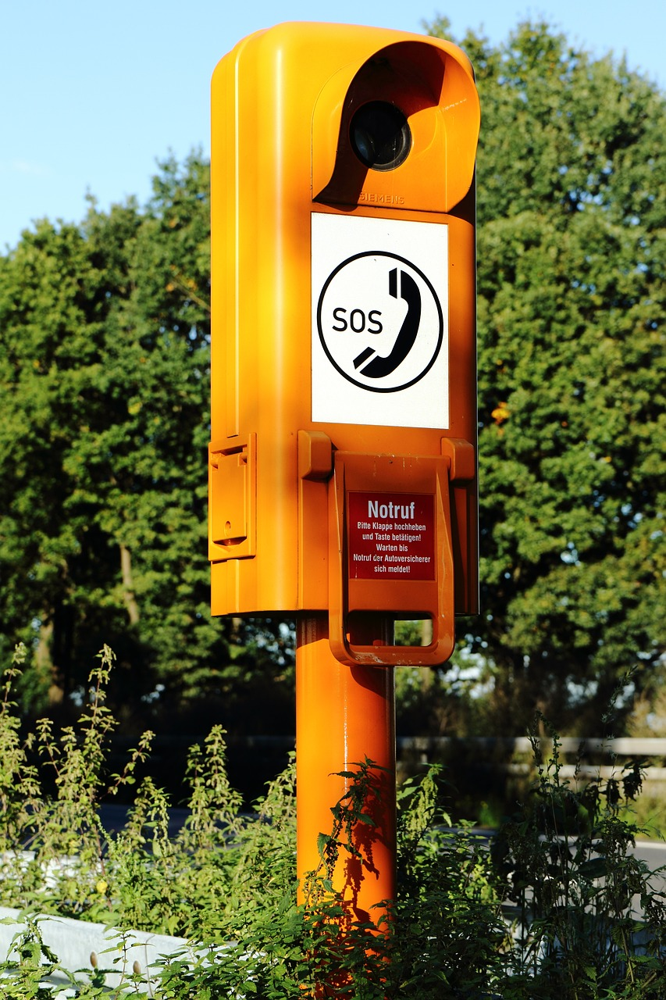 SIEMENS
SOS
Notruf
Bitte Klappe hochheben
und Taste betätigen!
Warten bis
Notruf der Autoversicherer
sich meldet!